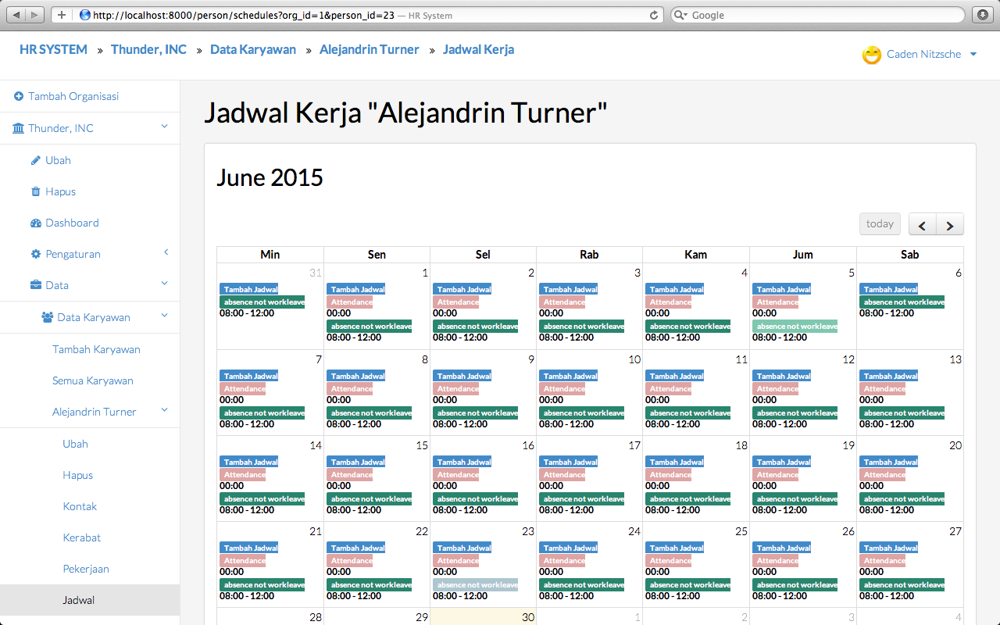 http://localhost:8000/person/schedules?org_id=1&person_id=23 — HR System
Google
HR SYSTEM » Thunder, INC » Data Karyawan » Alejandrin Turner » Jadwal Kerja
Caden Nitzsche
Tambah Organisasi
Thunder, INC
Ubah
Hapus
Dashboard
Pengaturan
Data
Data Karyawan
Tambah Karyawan
Semua Karyawan
Alejandrin Turner
Ubah
Hapus
Kontak
Kerabat
Pekerjaan
Jadwal
Jadwal Kerja "Alejandrin Turner"
June 2015
today
Min Sen Sel Rab Kam Jum Sab
31 1 2 3 4 5 6
Tambah Jadwal Tambah Jadwal Tambah Jadwal Tambah Jadwal Tambah Jadwal Tambah Jadwal Tambah Jadwal
absence not workleave Attendance Attendance Attendance Attendance Attendance absence not workleave
08:00 - 12:00 00:00 00:00 00:00 00:00 00:00 08:00 - 12:00
absence not workleave absence not workleave absence not workleave absence not workleave absence not workleave
08:00 - 12:00 08:00 - 12:00 08:00 - 12:00 08:00 - 12:00 08:00 - 12:00
7 8 9 10 11 12 13
Tambah Jadwal Tambah Jadwal Tambah Jadwal Tambah Jadwal Tambah Jadwal Tambah Jadwal Tambah Jadwal
Attendance Attendance Attendance Attendance Attendance Attendance Attendance
00:00 00:00 00:00 00:00 00:00 00:00 00:00
absence not workleave absence not workleave absence not workleave absence not workleave absence not workleave absence not workleave absence not workleave
08:00 - 12:00 08:00 - 12:00 08:00 - 12:00 08:00 - 12:00 08:00 - 12:00 08:00 - 12:00 08:00 - 12:00
14 15 16 17 18 19 20
Tambah Jadwal Tambah Jadwal Tambah Jadwal Tambah Jadwal Tambah Jadwal Tambah Jadwal Tambah Jadwal
Attendance Attendance Attendance Attendance Attendance Attendance Attendance
00:00 00:00 00:00 00:00 00:00 00:00 00:00
absence not workleave absence not workleave absence not workleave absence not workleave absence not workleave absence not workleave absence not workleave
08:00 - 12:00 08:00 - 12:00 08:00 - 12:00 08:00 - 12:00 08:00 - 12:00 08:00 - 12:00 08:00 - 12:00
21 22 23 24 25 26 27
Tambah Jadwal Tambah Jadwal Tambah Jadwal Tambah Jadwal Tambah Jadwal Tambah Jadwal Tambah Jadwal
Attendance Attendance Attendance Attendance Attendance Attendance Attendance
00:00 00:00 00:00 00:00 00:00 00:00 00:00
absence not workleave absence not workleave absence not workleave absence not workleave absence not workleave absence not workleave absence not workleave
08:00 - 12:00 08:00 - 12:00 08:00 - 12:00 08:00 - 12:00 08:00 - 12:00 08:00 - 12:00 08:00 - 12:00
28 29 30 1 2 3 4